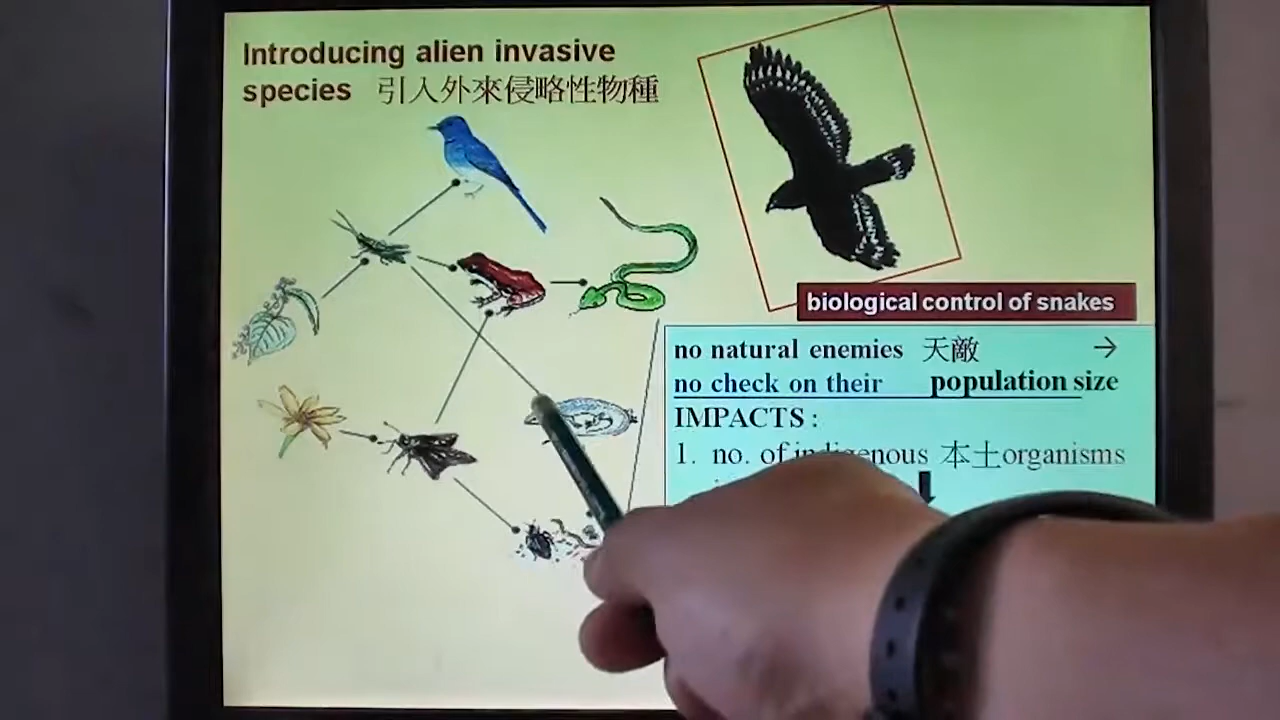 Introducing alien invasive
species 引入外來侵略性物種
biological control of snakes
no natural enemies 天敵 →
no check on their population size
IMPACTS :
1. no. of indigenous 本土organisms